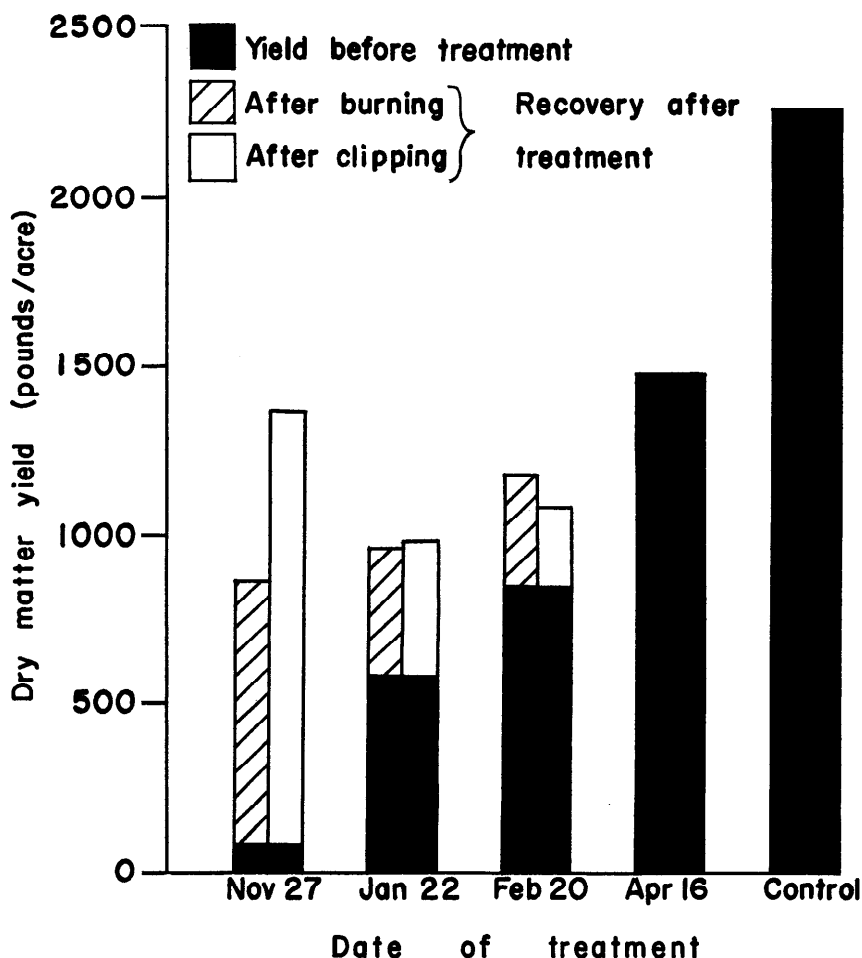 2500
Yield before treatment
After burning
Recovery after
After clipping
treatment
2000
1500
1000
500
0
Dry matter yield (pounds/acre)
Nov 27
Jan 22
Feb 20
Apr 16
Control
Date of treatment